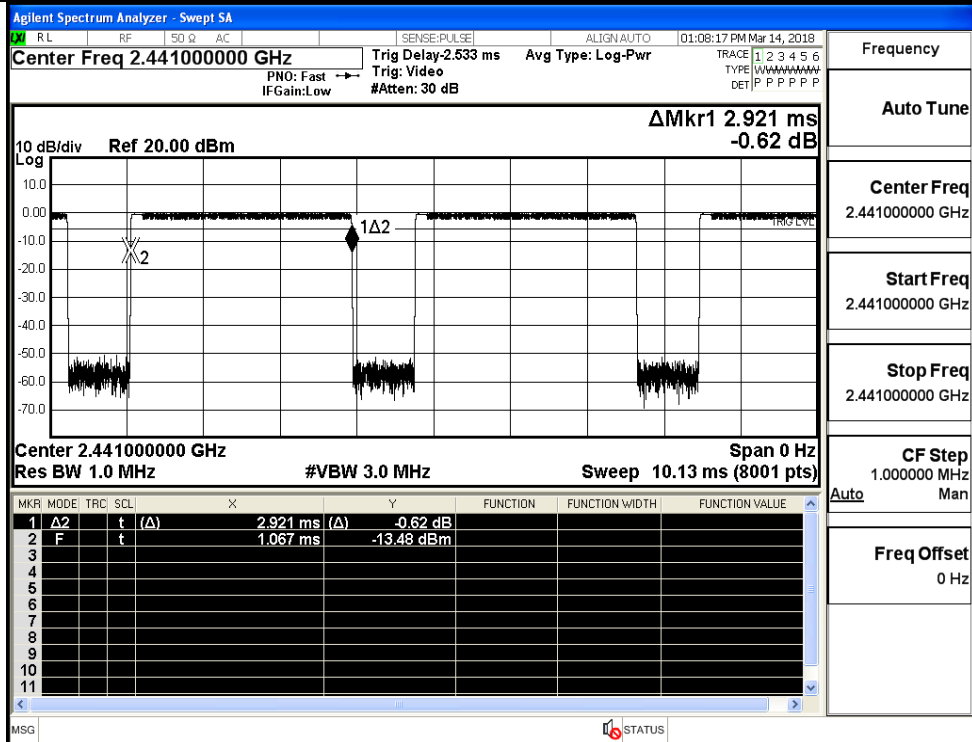 Agilent Spectrum Analyzer - Swept SA
LXI RL RF 50 Ω AC SENSE:PULSE ALIGN AUTO 01:08:17 PM Mar 14, 2018
Center Freq 2.441000000 GHz
PNO: Fast
IFGain:Low
Trig Delay-2.533 ms
Trig: Video
#Atten: 30 dB
Avg Type: Log-Pwr
TRACE 1 2 3 4 5 6
TYPE WWWWWW
DET P P P P P P
ΔMkr1 2.921 ms
-0.62 dB
10 dB/div Ref 20.00 dBm
Log
10.0
0.00
-10.0
-20.0
-30.0
-40.0
-50.0
-60.0
-70.0
1Δ2
2
TRIG LVL
Center 2.441000000 GHz Span 0 Hz
Res BW 1.0 MHz #VBW 3.0 MHz Sweep 10.13 ms (8001 pts)
MKR MODE TRC SCL X Y FUNCTION FUNCTION WIDTH FUNCTION VALUE
1 Δ2 t (Δ) 2.921 ms (Δ) -0.62 dB
2 F t 1.067 ms -13.48 dBm
3
4
5
6
7
8
9
10
11
MSG STATUS
Frequency
Auto Tune
Center Freq
2.441000000 GHz
Start Freq
2.441000000 GHz
Stop Freq
2.441000000 GHz
CF Step
1.000000 MHz
Auto Man
Freq Offset
0 Hz